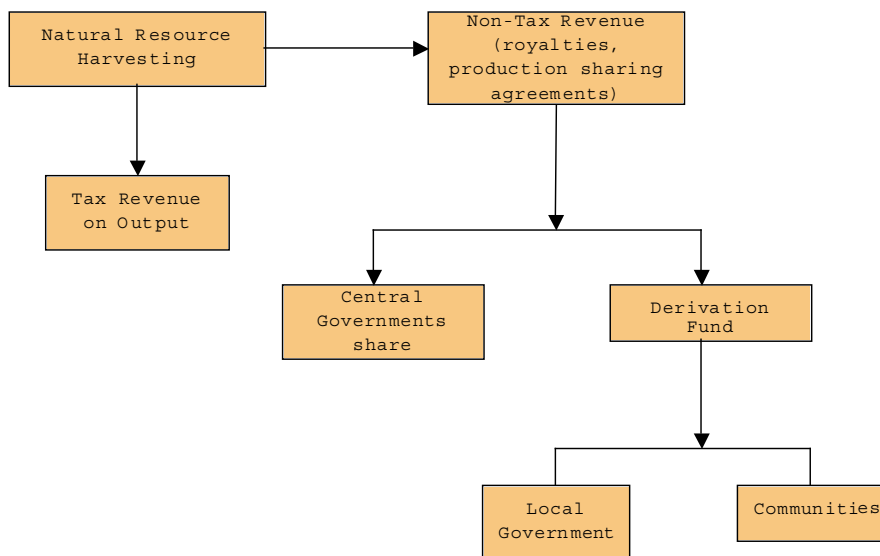 Natural Resource
Harvesting
Non-Tax Revenue
(royalties,
production sharing
agreements)
Tax Revenue
on Output
Central
Governments
share
Derivation
Fund
Local
Government
Communities